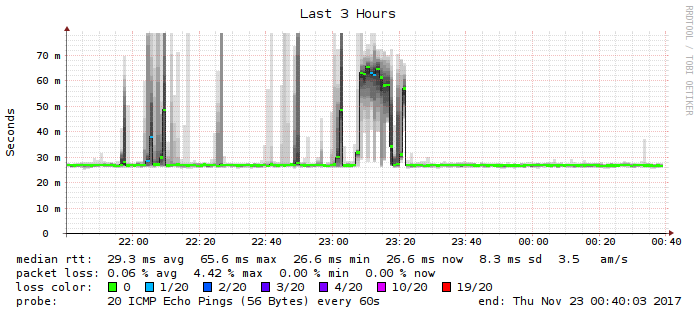 Last 3 Hours
RRDTOOL / TOBI OETIKER
Seconds
70 m
60 m
50 m
40 m
30 m
20 m
10 m
0
22:00 22:20 22:40 23:00 23:20 23:40 00:00 00:20 00:40
median rtt: 29.3 ms avg 65.6 ms max 26.6 ms min 26.6 ms now 8.3 ms sd 3.5 am/s
packet loss: 0.06 % avg 4.42 % max 0.00 % min 0.00 % now
loss color: 0 1/20 2/20 3/20 4/20 10/20 19/20
probe: 20 ICMP Echo Pings (56 Bytes) every 60s end: Thu Nov 23 00:40:03 2017